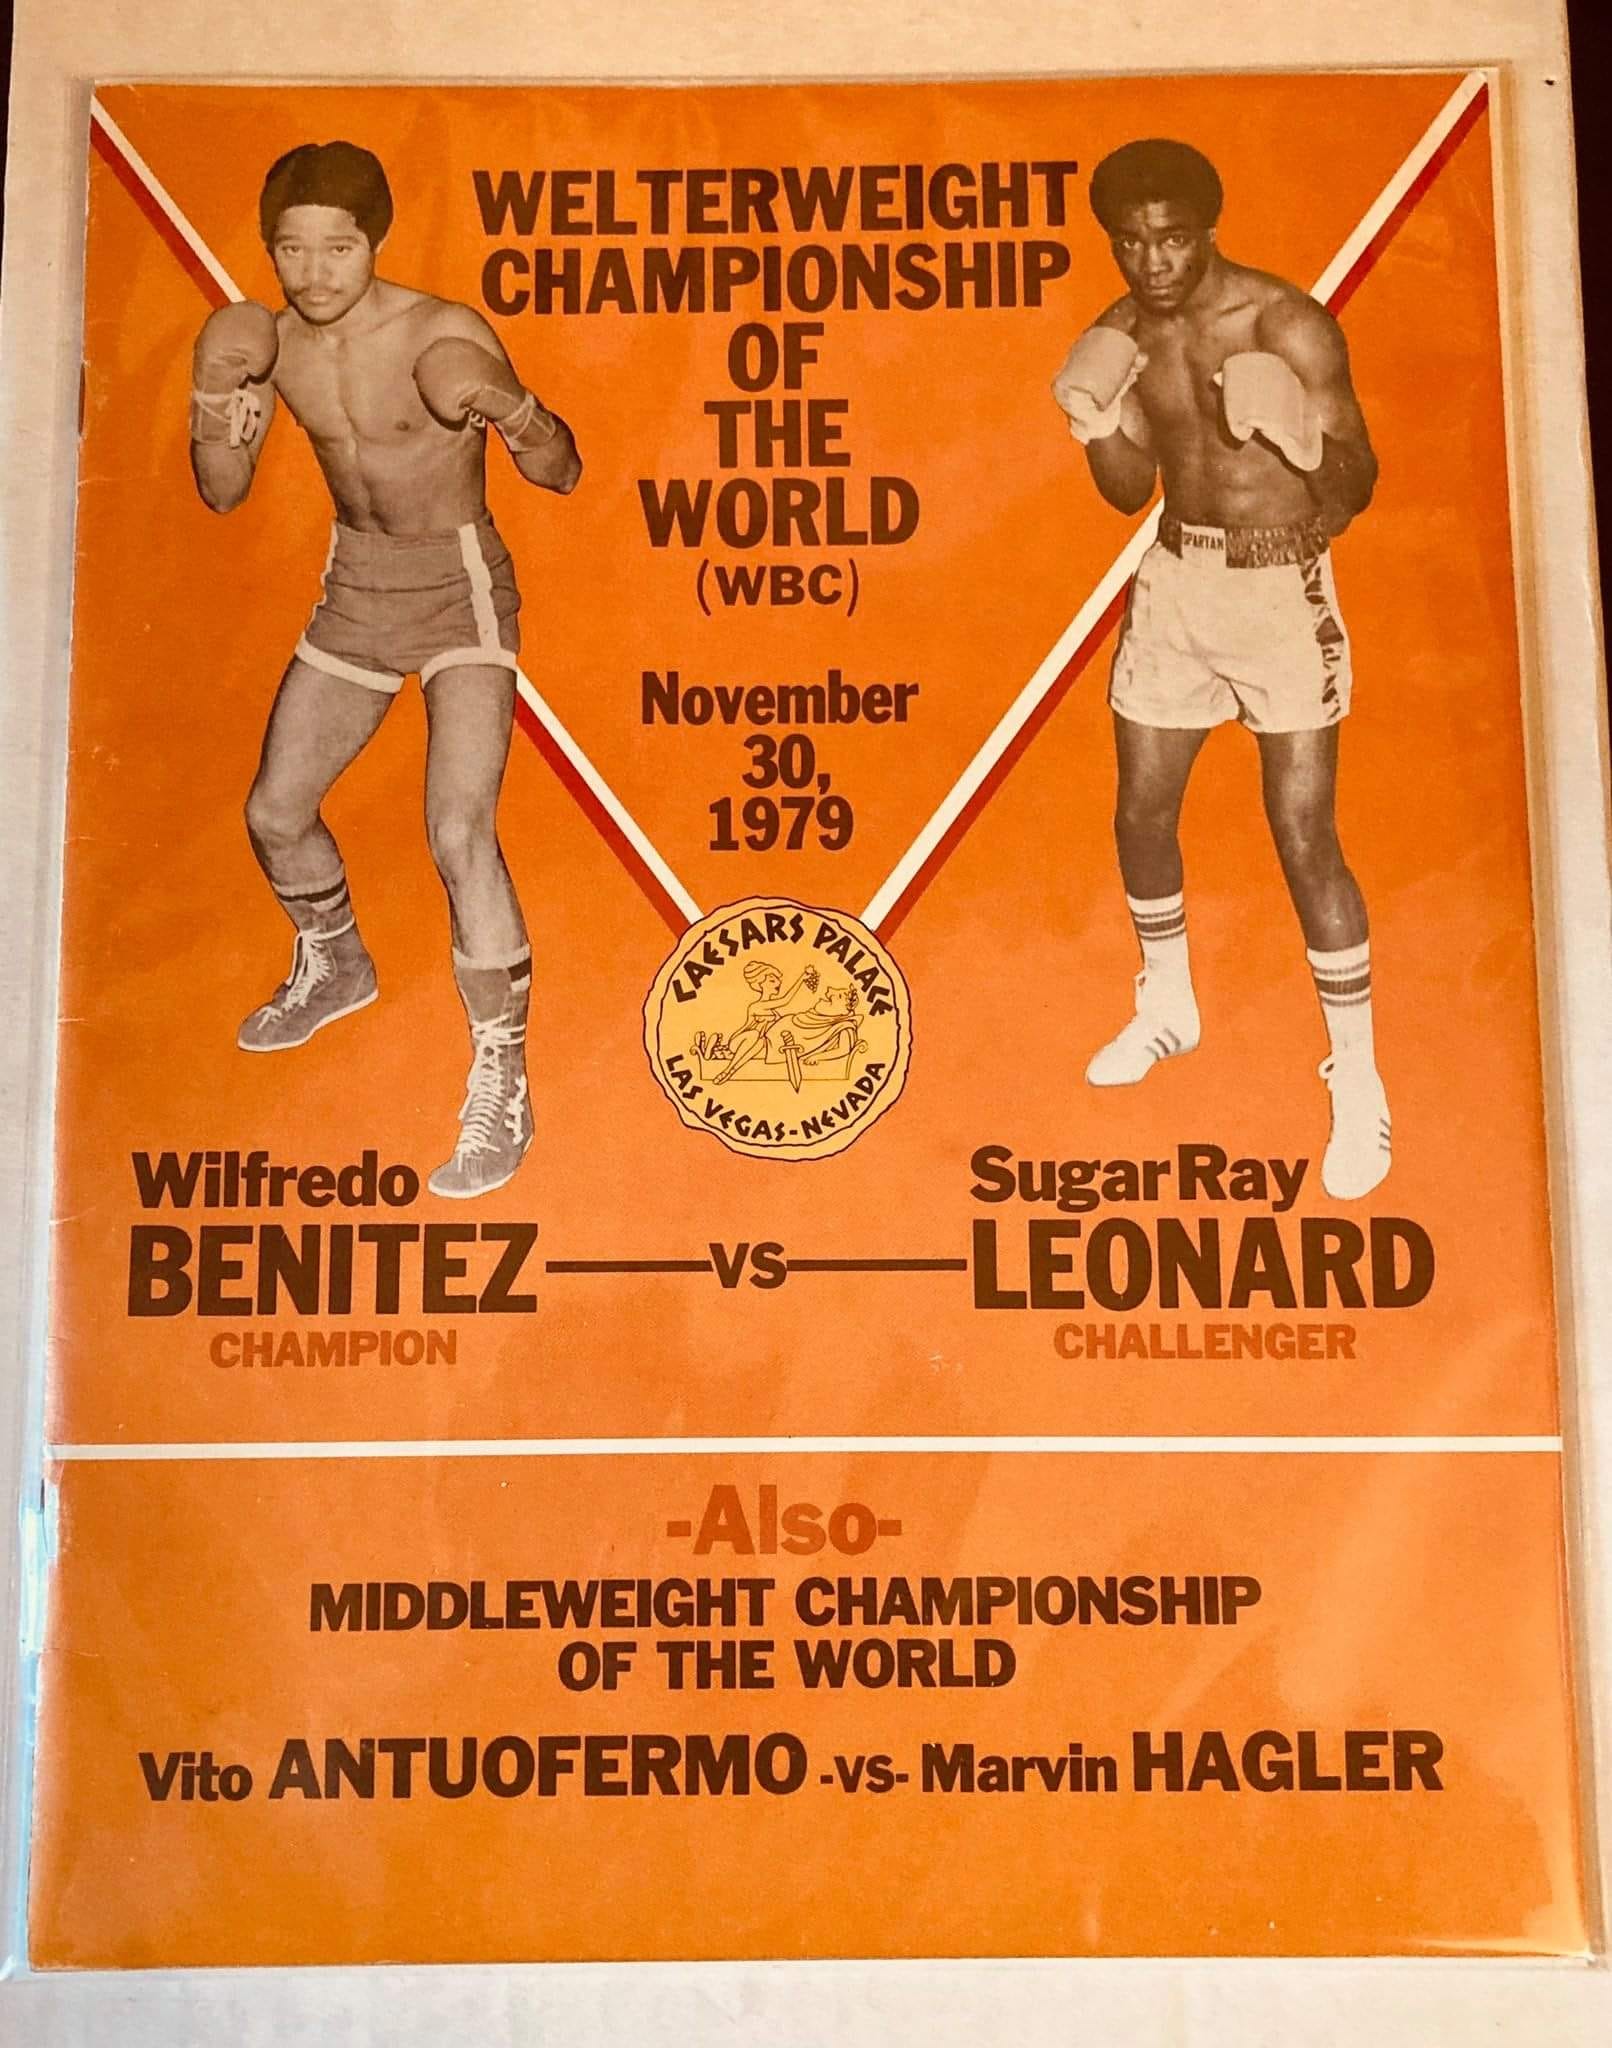 WELTERWEIGHT
CHAMPIONSHIP
OF
THE
WORLD
(WBC)
SPARTAN
November
30,
1979
CAESARS PALACE
LAS VEGAS-NEVADA
Wilfredo
BENITEZ
CHAMPION
vs
Sugar Ray
LEONARD
CHALLENGER
-Also-
MIDDLEWEIGHT CHAMPIONSHIP
OF THE WORLD
Vito ANTUOFERMO -vs- Marvin HAGLER